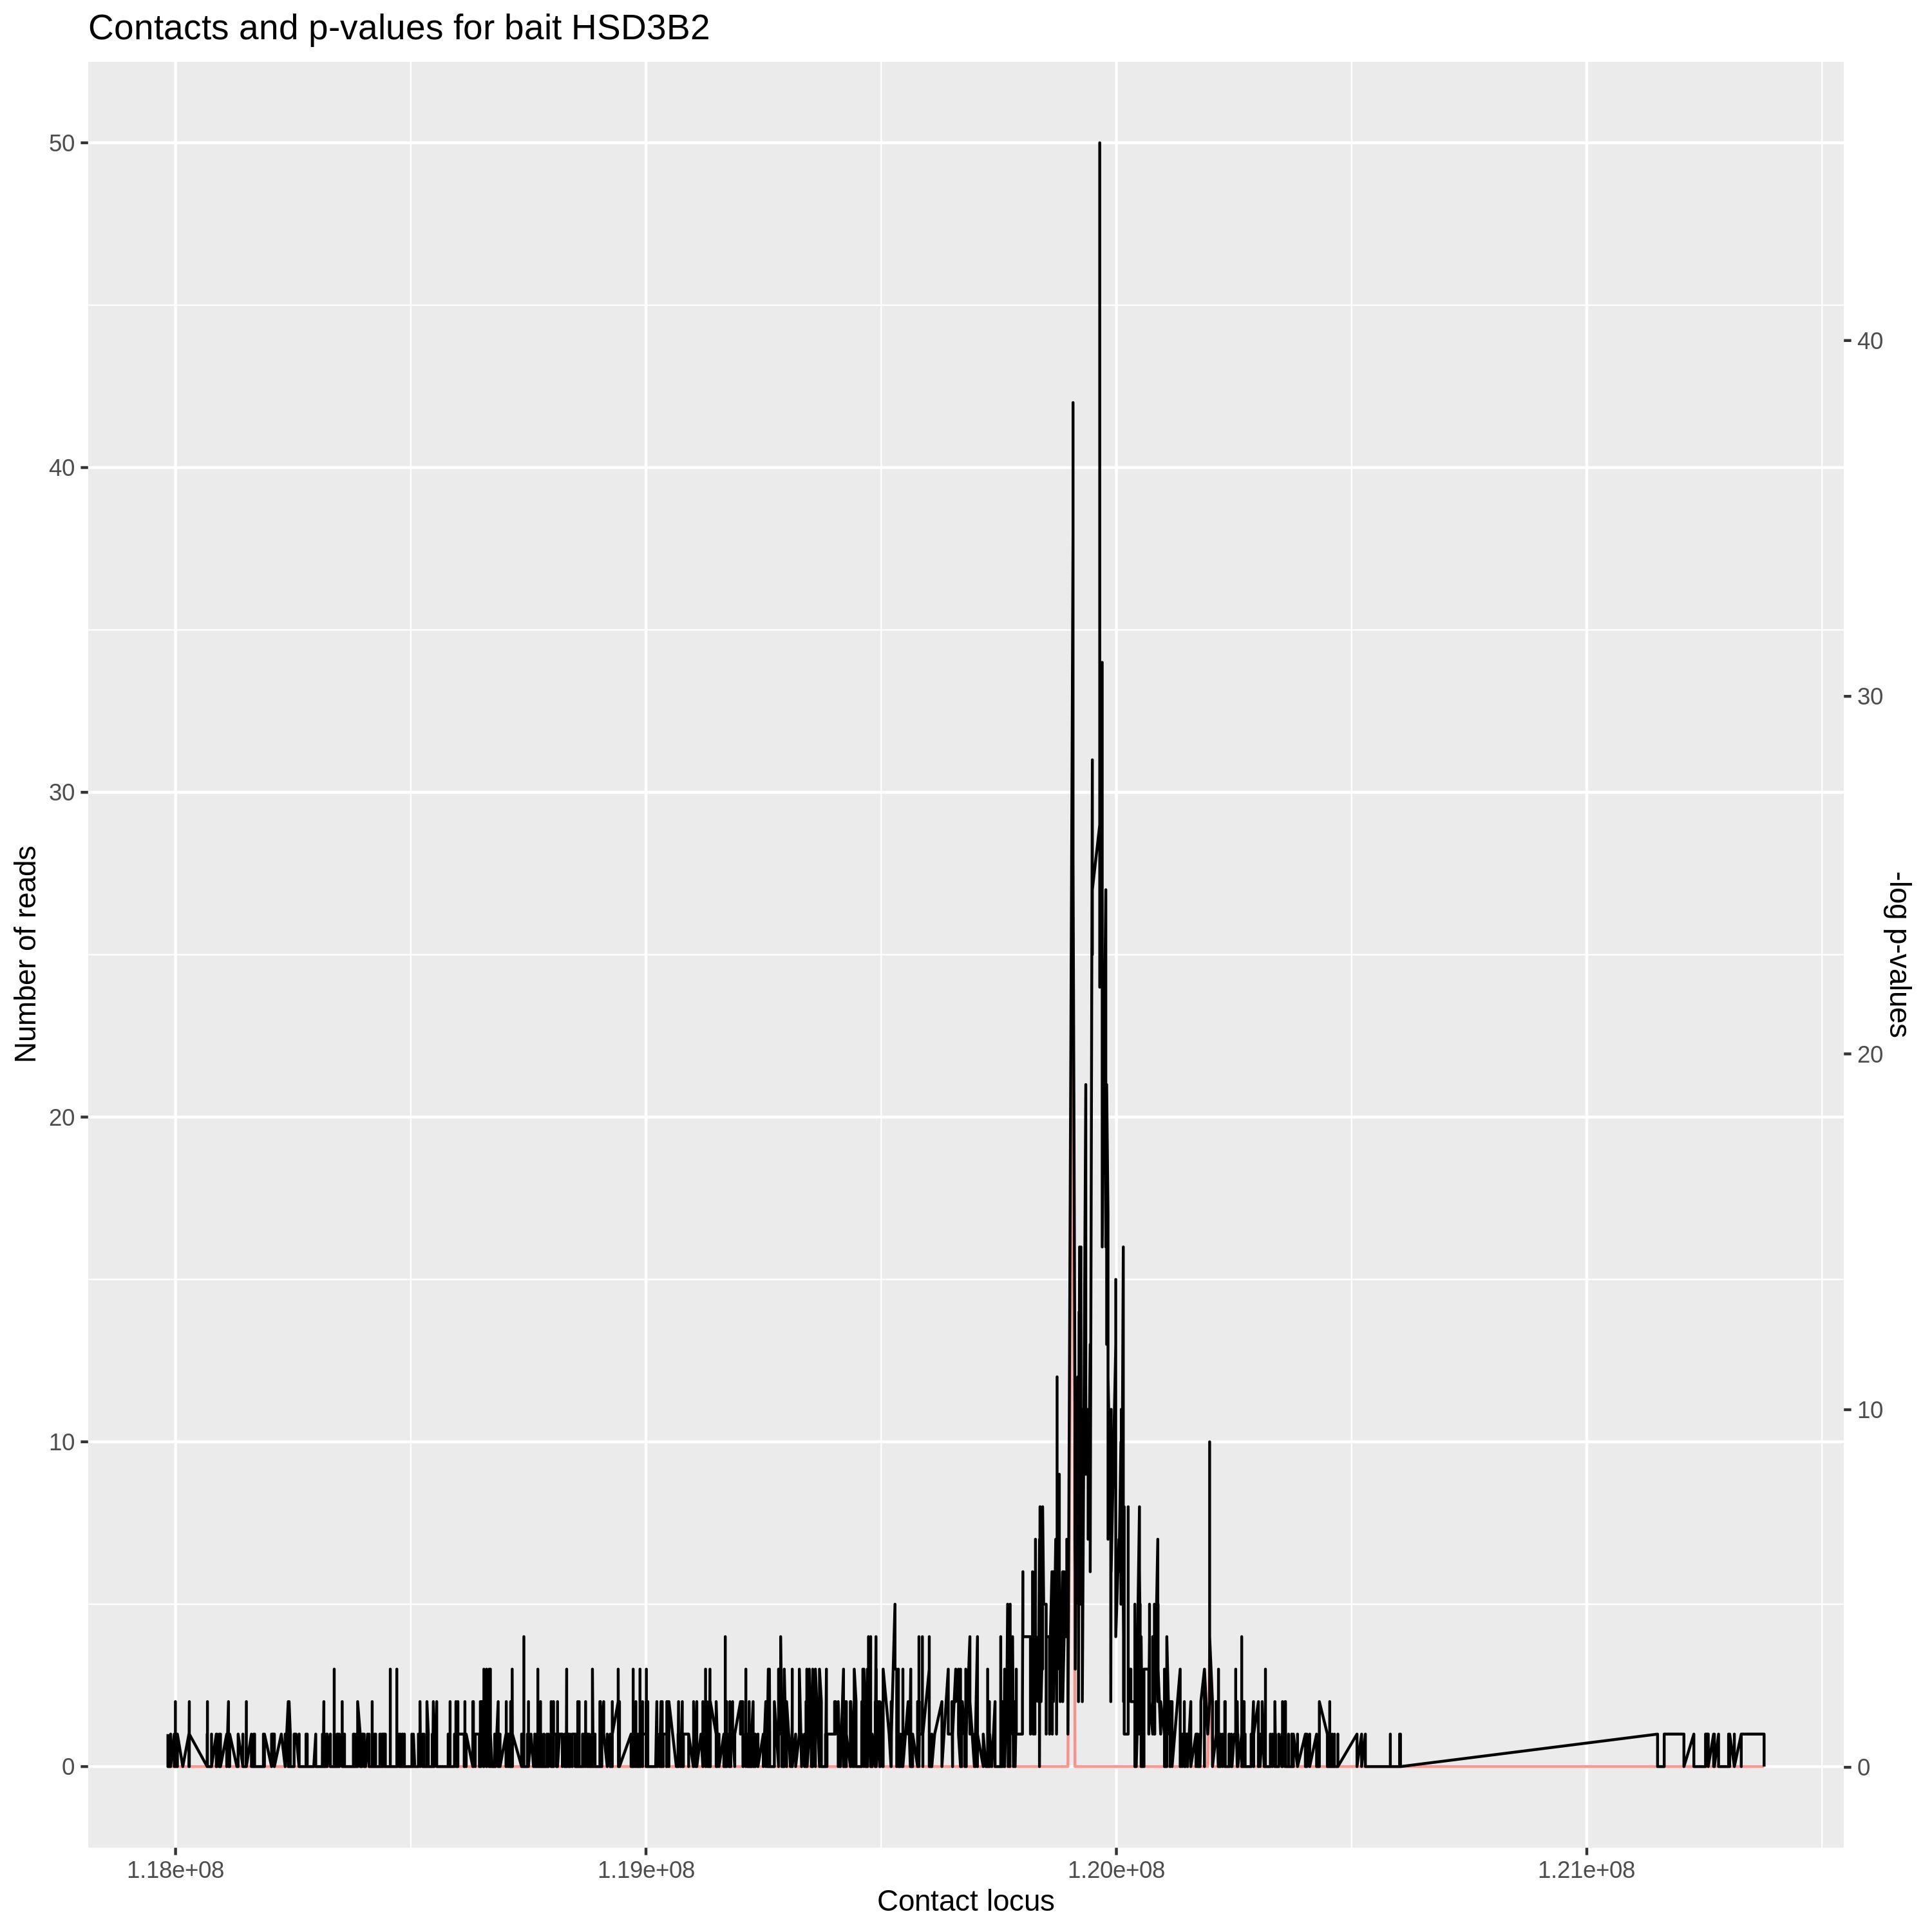 Contacts and p-values for bait HSD3B2
50
40
30
20
10
0
Number of reads
40
30
20
10
0
-log p-values
1.18e+08 1.19e+08 1.20e+08 1.21e+08
Contact locus